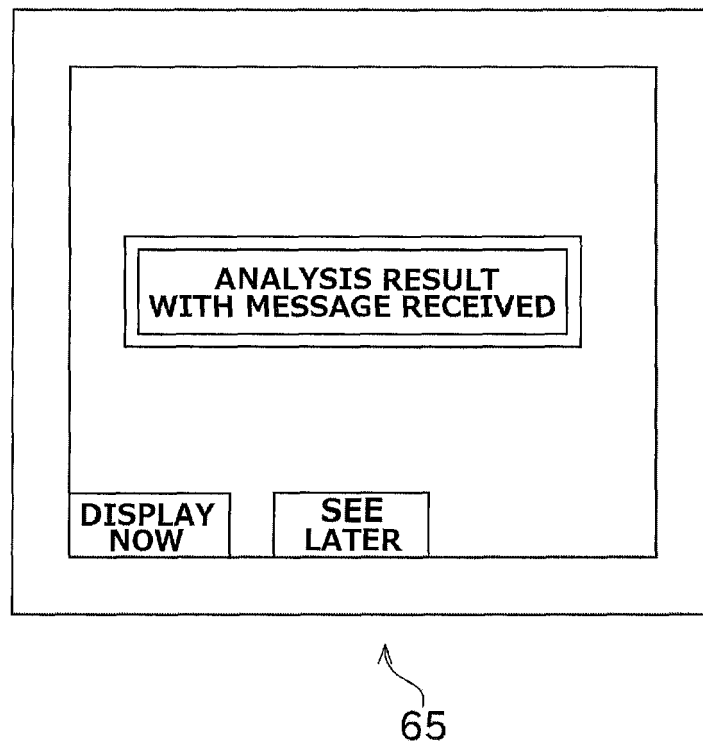 ANALYSIS RESULT
WITH MESSAGE RECEIVED
DISPLAY
NOW
SEE
LATER
65